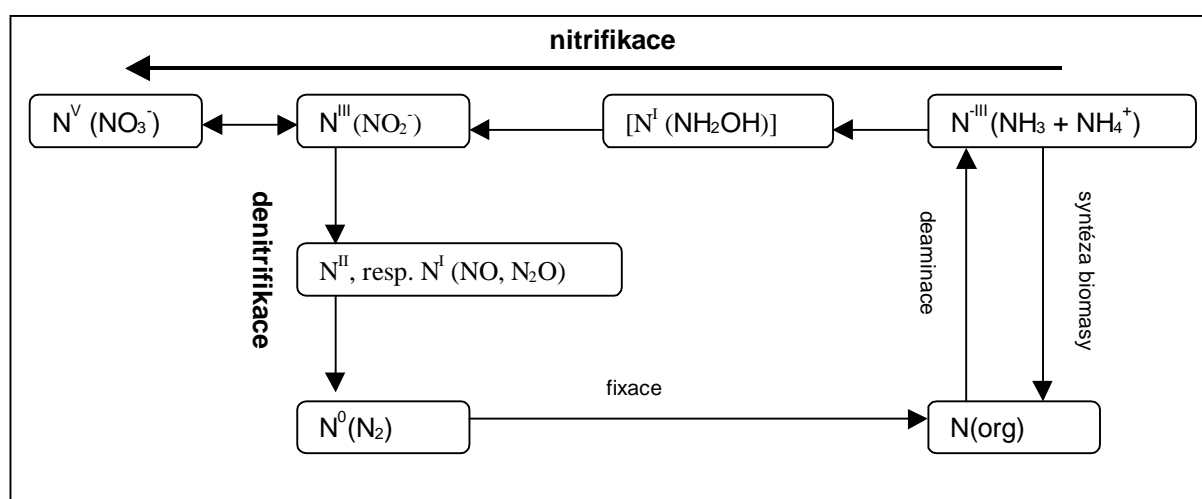 nitrifikace
N^V (NO₃⁻)
N^III (NO₂⁻)
[N^I (NH₂OH)]
N^-III (NH₃ + NH₄⁺)
denitrifikace
deaminace
syntéza biomasy
N^II, resp. N^I (NO, N₂O)
fixace
N⁰(N₂)
N(org)